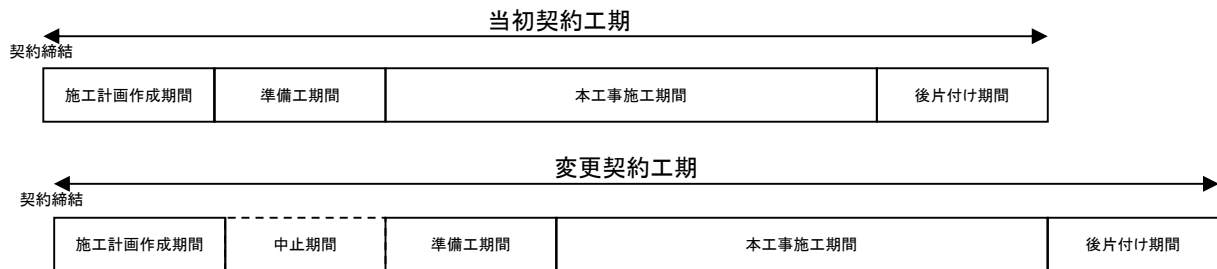 当初契約工期
契約締結
施工計画作成期間
準備工期間
本工事施工期間
後片付け期間
変更契約工期
契約締結
施工計画作成期間
中止期間
準備工期間
本工事施工期間
後片付け期間